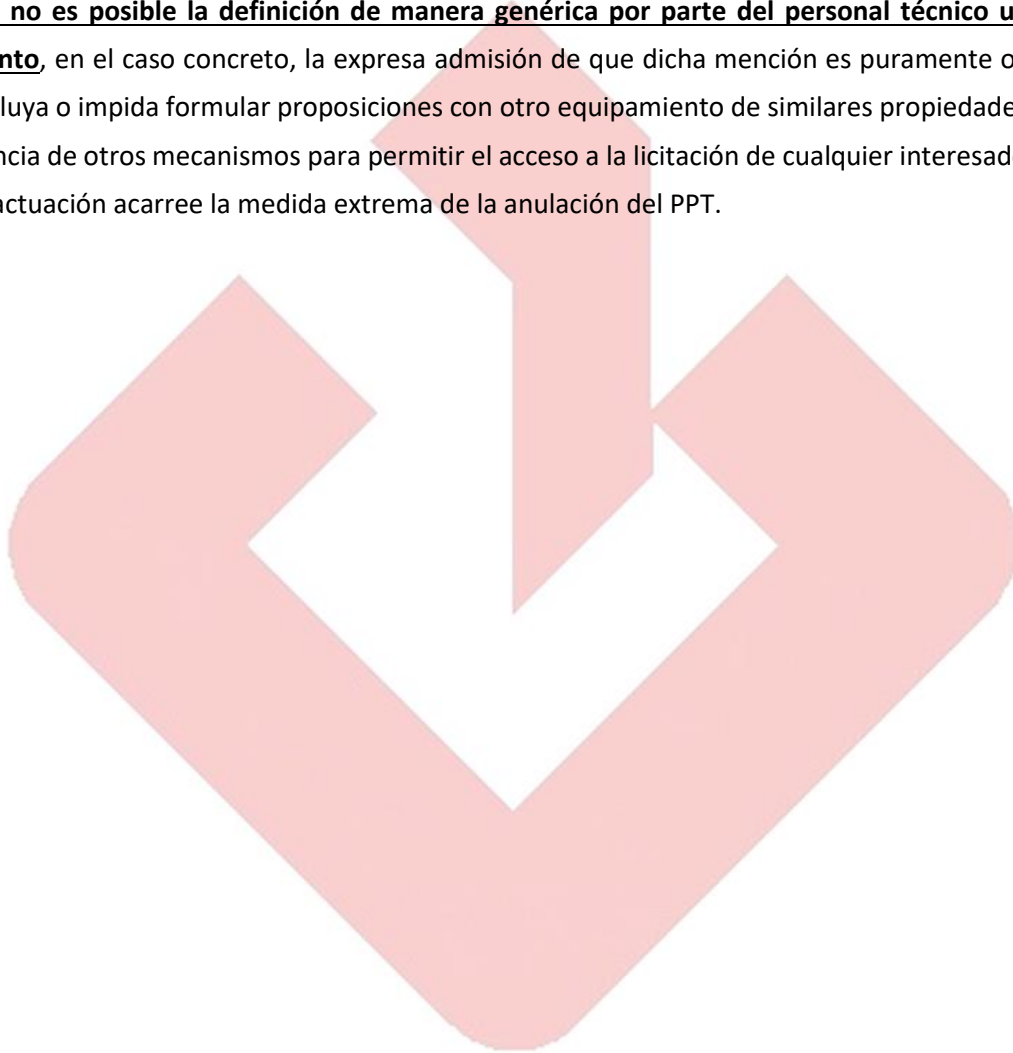 no es posible la definición de manera genérica por parte del personal técnico u
nto, en el caso concreto, la expresa admisión de que dicha mención es puramente o
luya o impida formular proposiciones con otro equipamiento de similares propiedade
ncia de otros mecanismos para permitir el acceso a la licitación de cualquier interesad
actuación acarree la medida extrema de la anulación del PPT.